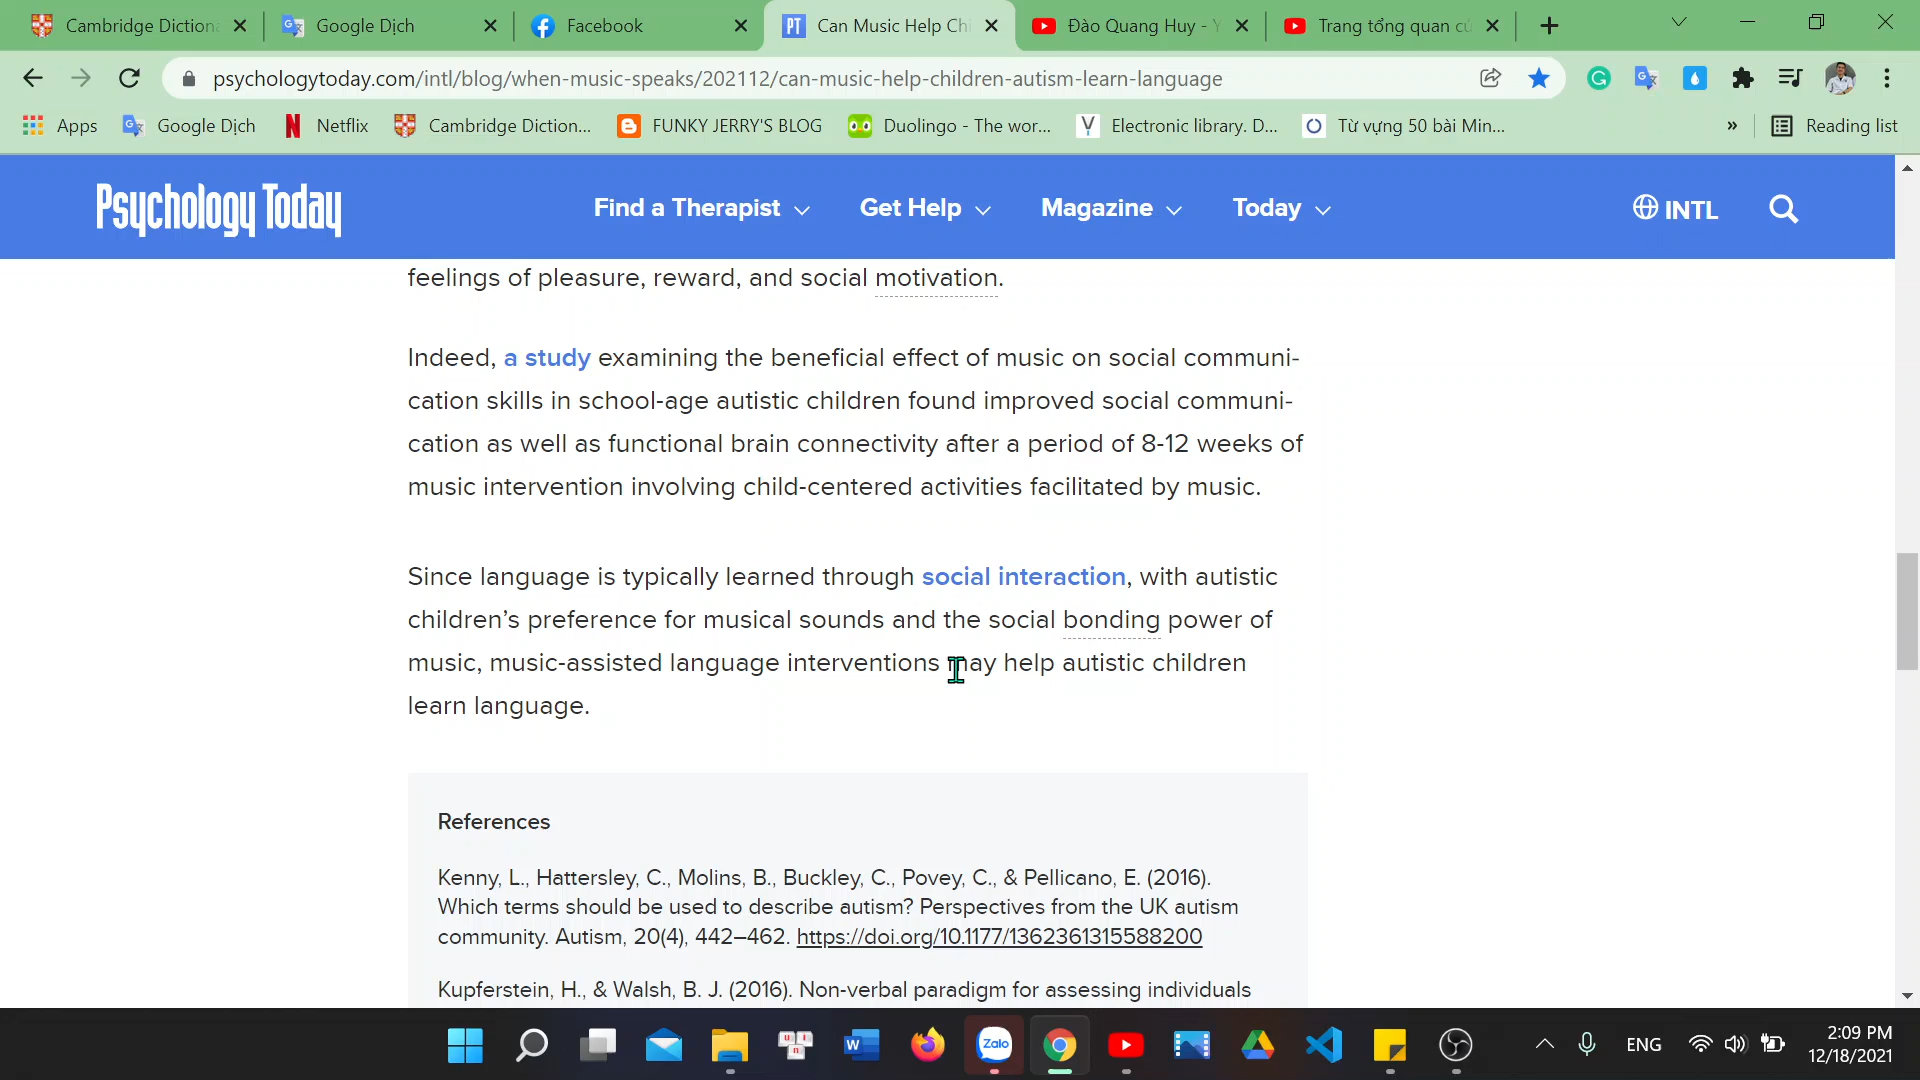 Cambridge Dictiona
Google Dịch
Facebook
Can Music Help Chi
Đào Quang Huy - Y
Trang tổng quan củ
psychologytoday.com/intl/blog/when-music-speaks/202112/can-music-help-children-autism-learn-language
Apps
Google Dịch
Netflix
Cambridge Diction...
FUNKY JERRY'S BLOG
Duolingo - The wor...
Electronic library. D...
Từ vựng 50 bài Min...
Reading list
Psychology Today
Find a Therapist
Get Help
Magazine
Today
INTL
feelings of pleasure, reward, and social motivation.
Indeed, a study examining the beneficial effect of music on social communi-
cation skills in school-age autistic children found improved social communi-
cation as well as functional brain connectivity after a period of 8-12 weeks of
music intervention involving child-centered activities facilitated by music.
Since language is typically learned through social interaction, with autistic
children’s preference for musical sounds and the social bonding power of
music, music-assisted language interventions may help autistic children
learn language.
References
Kenny, L., Hattersley, C., Molins, B., Buckley, C., Povey, C., & Pellicano, E. (2016).
Which terms should be used to describe autism? Perspectives from the UK autism
community. Autism, 20(4), 442–462. https://doi.org/10.1177/1362361315588200
Kupferstein, H., & Walsh, B. J. (2016). Non-verbal paradigm for assessing individuals
Zalo
ENG
2:09 PM
12/18/2021